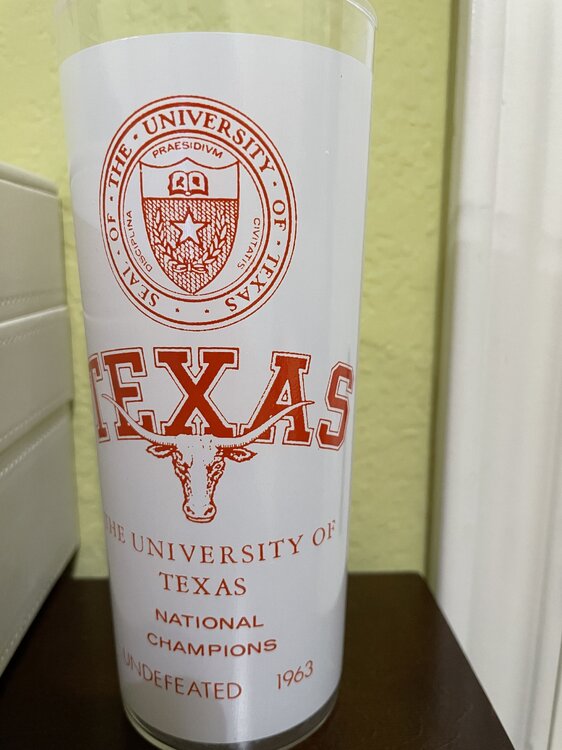 SEAL · OF · THE · UNIVERSITY · OF · TEXAS
PRAESIDIVM
DISCIPLINA
CIVITATIS
TEXAS
THE UNIVERSITY OF
TEXAS
NATIONAL
CHAMPIONS
UNDEFEATED 1963